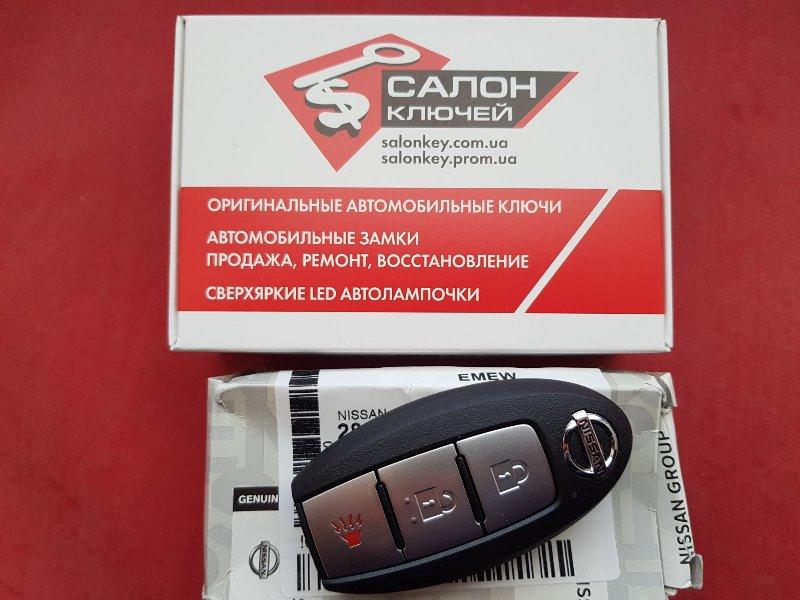 САЛОН
КЛЮЧЕЙ
salonkey.com.ua
salonkey.prom.ua
ОРИГИНАЛЬНЫЕ АВТОМОБИЛЬНЫЕ КЛЮЧИ
АВТОМОБИЛЬНЫЕ ЗАМКИ
ПРОДАЖА, РЕМОНТ, ВОССТАНОВЛЕНИЕ
СВЕРХЯРКИЕ LED АВТОЛАМПОЧКИ
EMEW
NISSAN
NISSAN
NISSAN GROUP